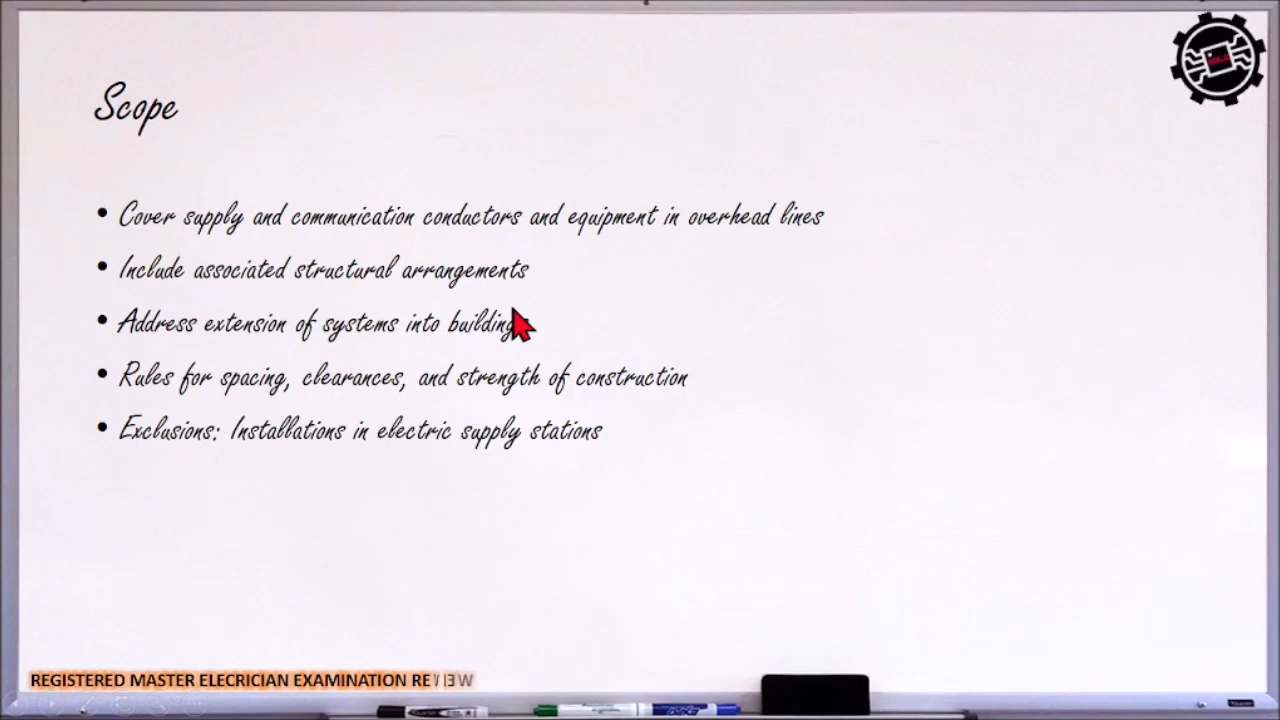 Scope
• Cover supply and communication conductors and equipment in overhead lines
• Include associated structural arrangements
• Address extension of systems into building
• Rules for spacing, clearances, and strength of construction
• Exclusions: Installations in electric supply stations
REGISTERED MASTER ELECRICIAN EXAMINATION